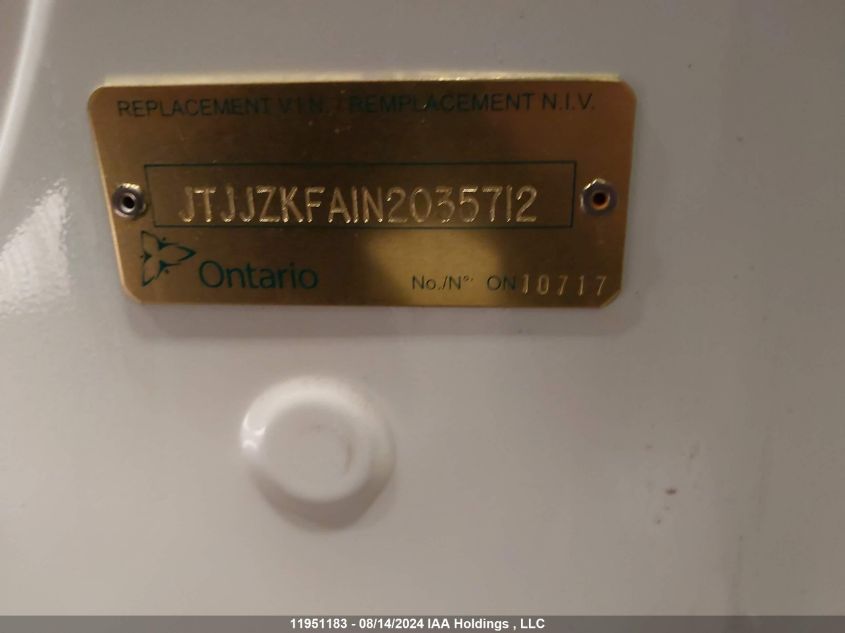 REPLACEMENT V.I.N. / REMPLACEMENT N.I.V.
JTJJZKFA1N2035712
Ontario No./N° ON10717
11951183 - 08/14/2024 IAA Holdings , LLC